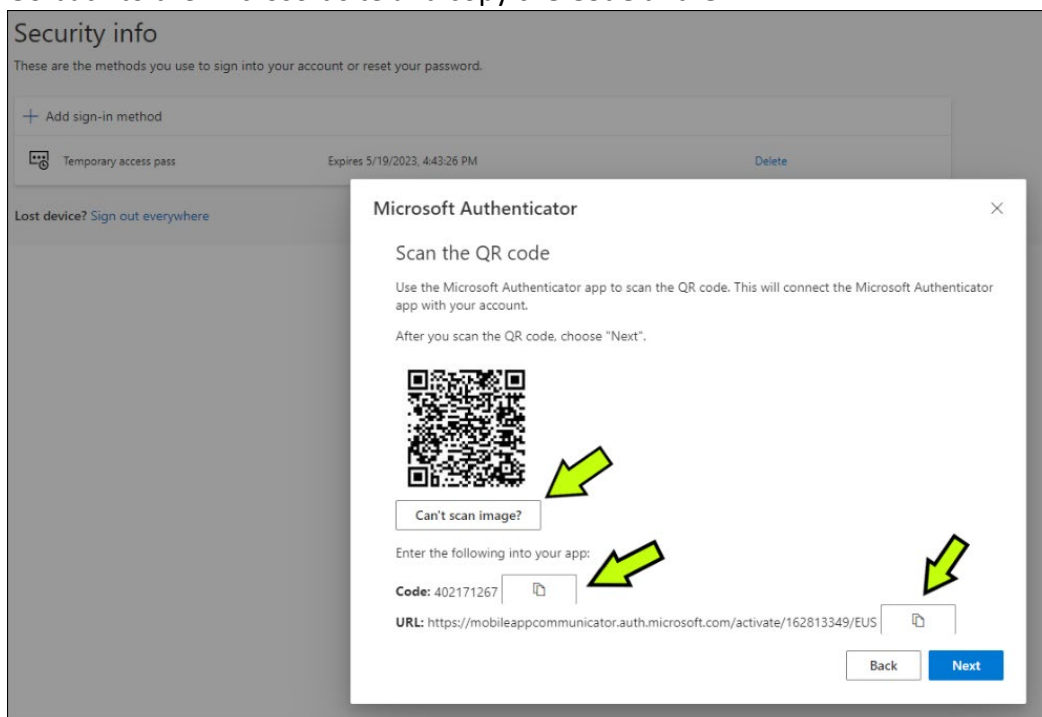 Security info
These are the methods you use to sign into your account or reset your password.
Add sign-in method
Temporary access pass Expires 5/19/2023, 4:43:26 PM Delete
Lost device? Sign out everywhere
Microsoft Authenticator
Scan the QR code
Use the Microsoft Authenticator app to scan the QR code. This will connect the Microsoft Authenticator
app with your account.
After you scan the QR code, choose "Next".
Can't scan image?
Enter the following into your app:
Code: 402171267
URL: https://mobileappcommunicator.auth.microsoft.com/activate/162813349/EUS
Back Next